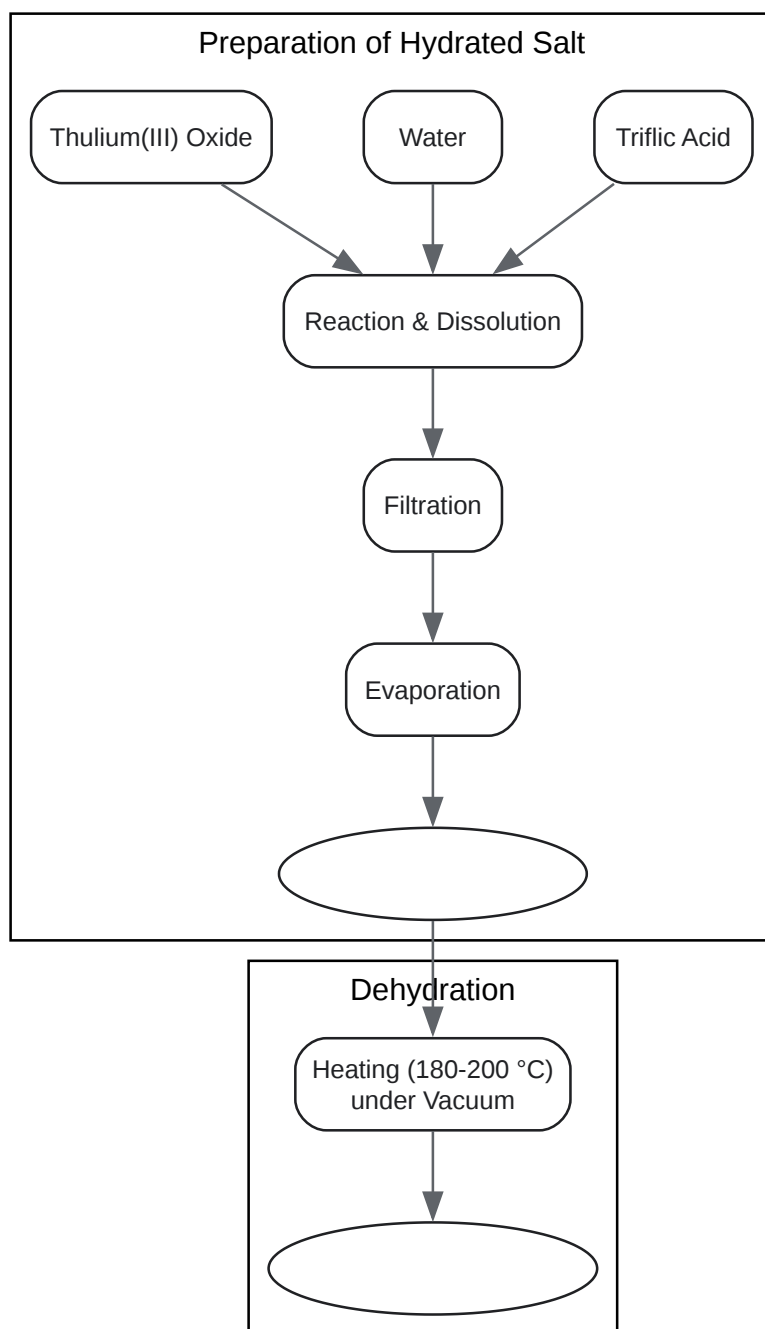 Preparation of Hydrated Salt
Thulium(III) Oxide
Water
Triflic Acid
Reaction & Dissolution
Filtration
Evaporation
Dehydration
Heating (180-200 °C)
under Vacuum